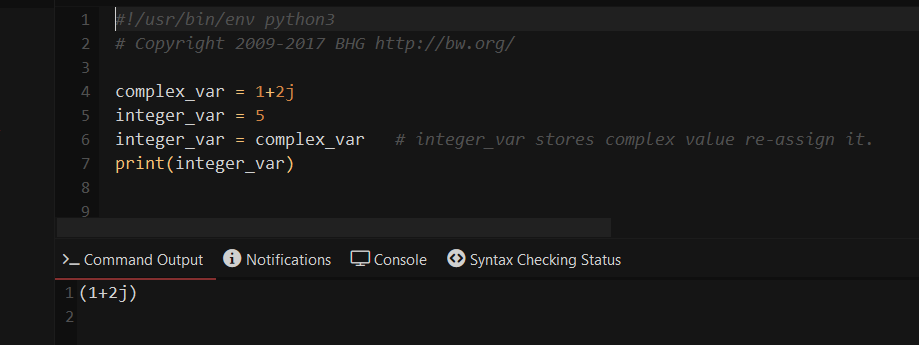 1 #!/usr/bin/env python3
2 # Copyright 2009-2017 BHG http://bw.org/
3
4 complex_var = 1+2j
5 integer_var = 5
6 integer_var = complex_var   # integer_var stores complex value re-assign it.
7 print(integer_var)
8
9
Command Output Notifications Console Syntax Checking Status
1 (1+2j)
2